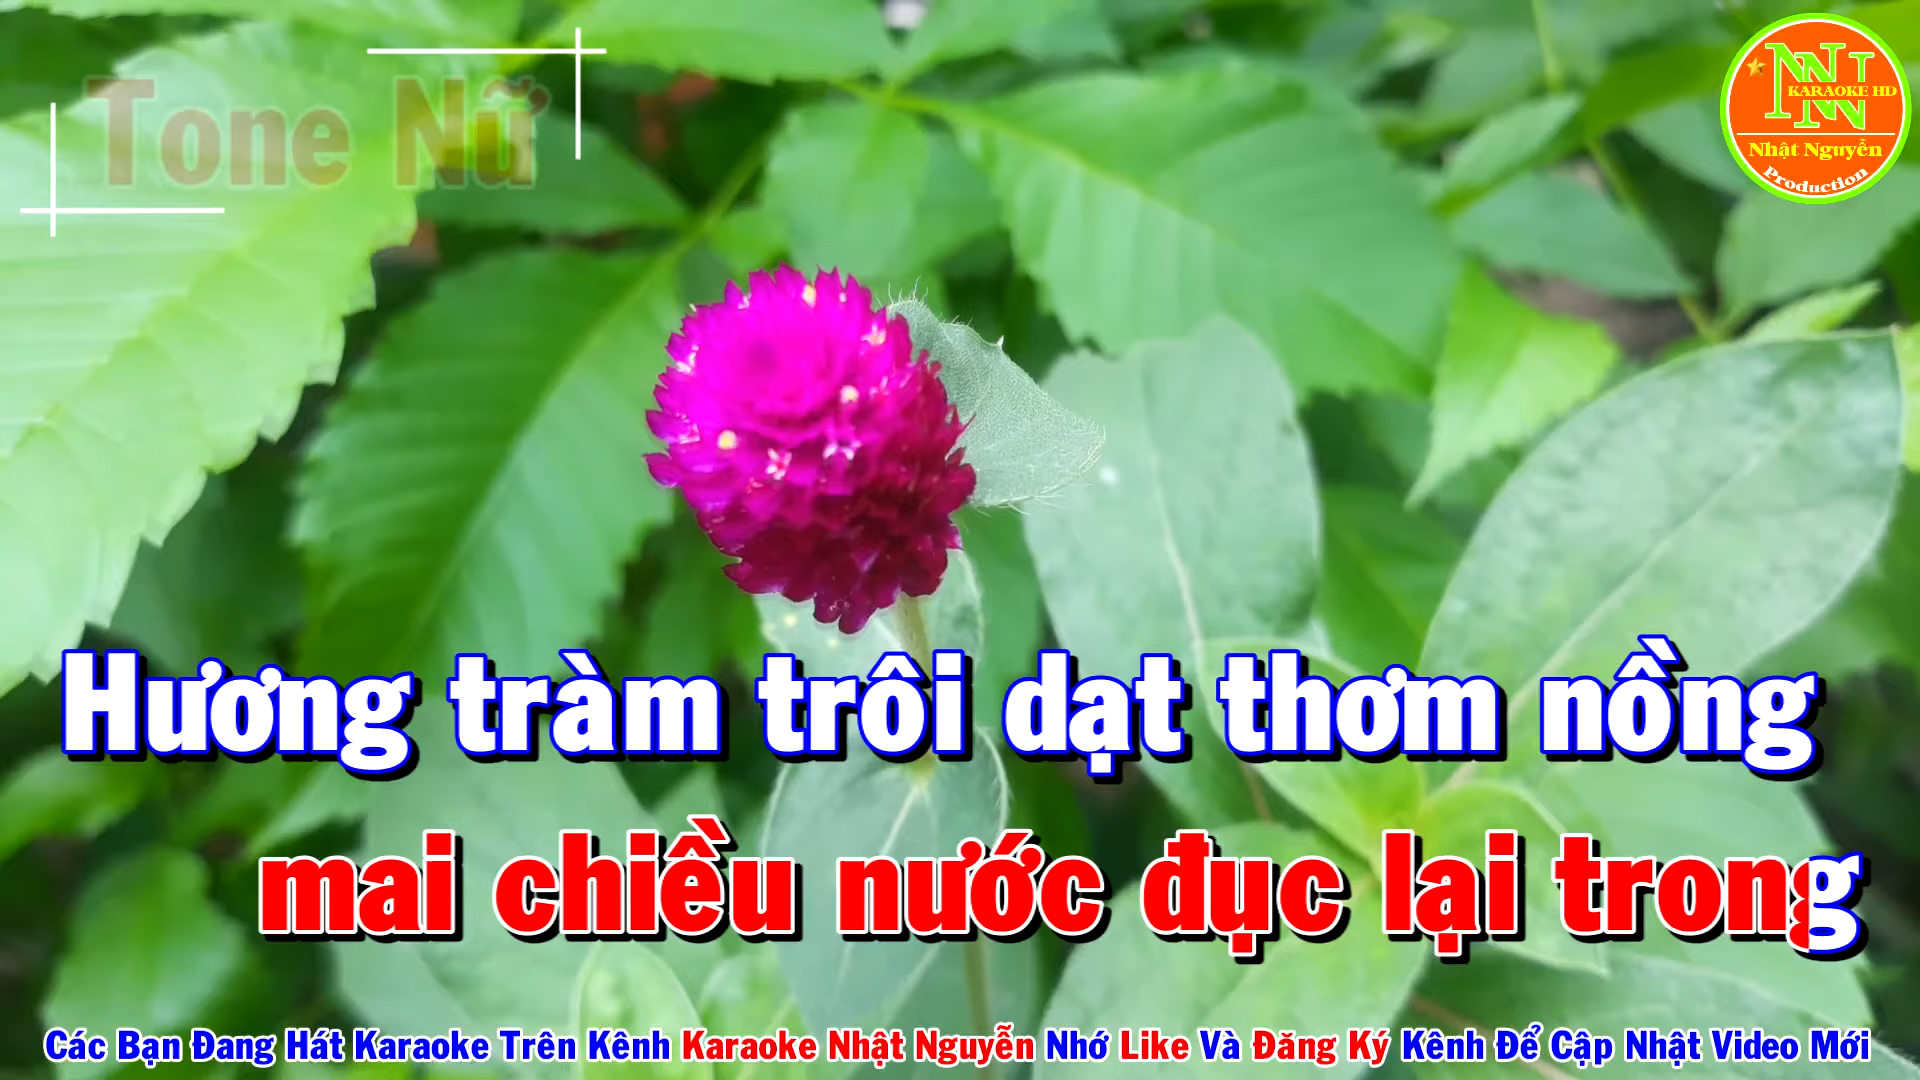 Tone Nữ
NN
KARAOKE HD
NN
Nhật Nguyễn
Production
Hương tràm trôi dạt thơm nồng
mai chiều nước đục lại trong
Các Bạn Đang Hát Karaoke Trên Kênh Karaoke Nhật Nguyễn Nhớ Like Và Đăng Ký Kênh Để Cập Nhật Video Mới